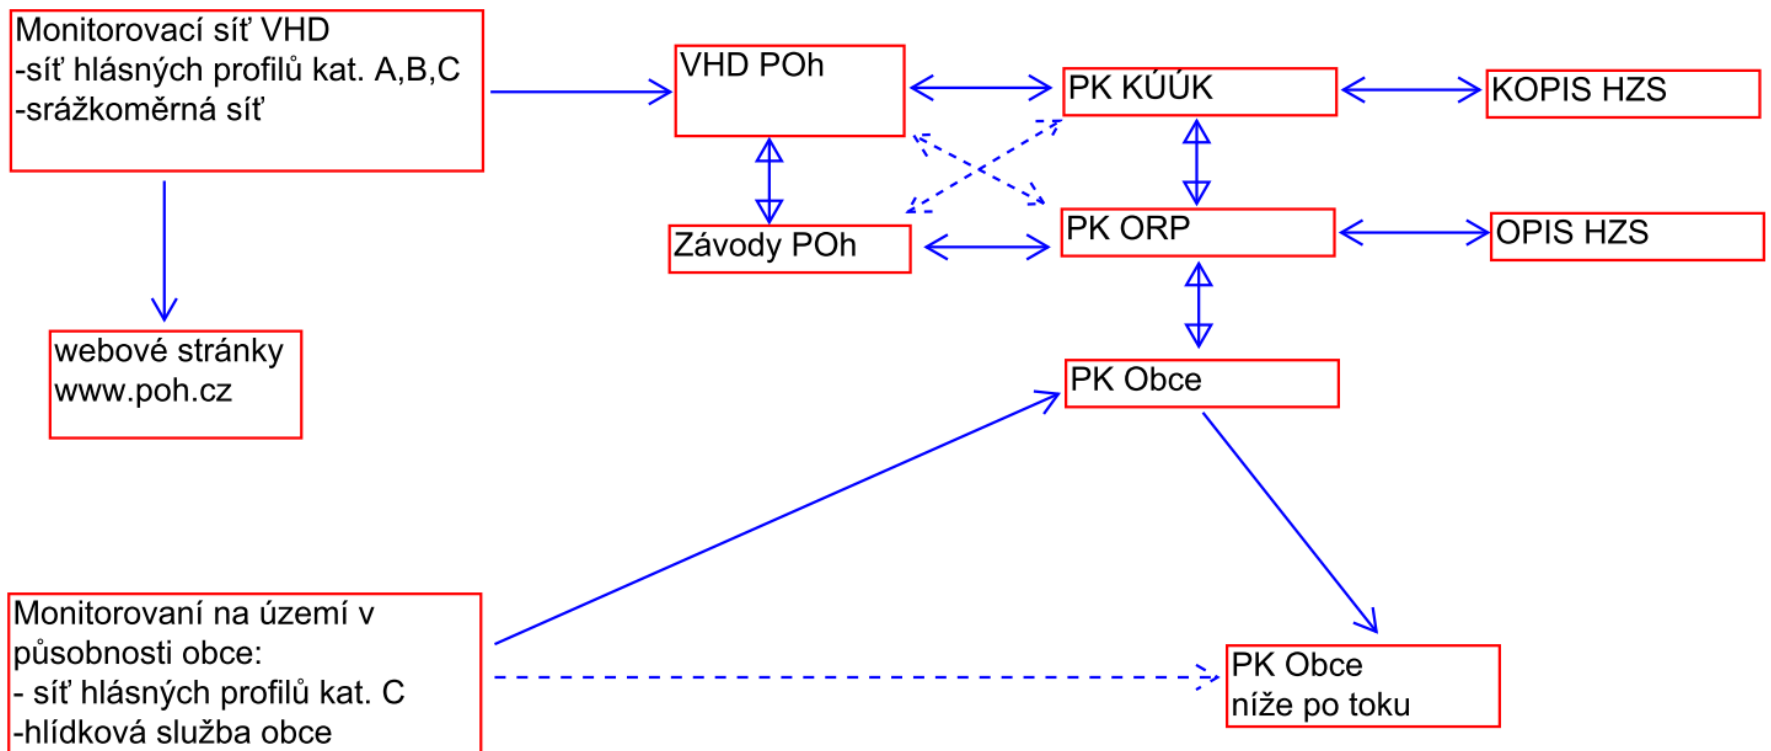 Monitorovací síť VHD
-síť hlásných profilů kat. A,B,C
-srážkoměrná síť
VHD POh
PK KÚÚK
KOPIS HZS
Závody POh
PK ORP
OPIS HZS
webové stránky
www.poh.cz
PK Obce
Monitorovaní na území v
působnosti obce:
- síť hlásných profilů kat. C
-hlídková služba obce
PK Obce
níže po toku